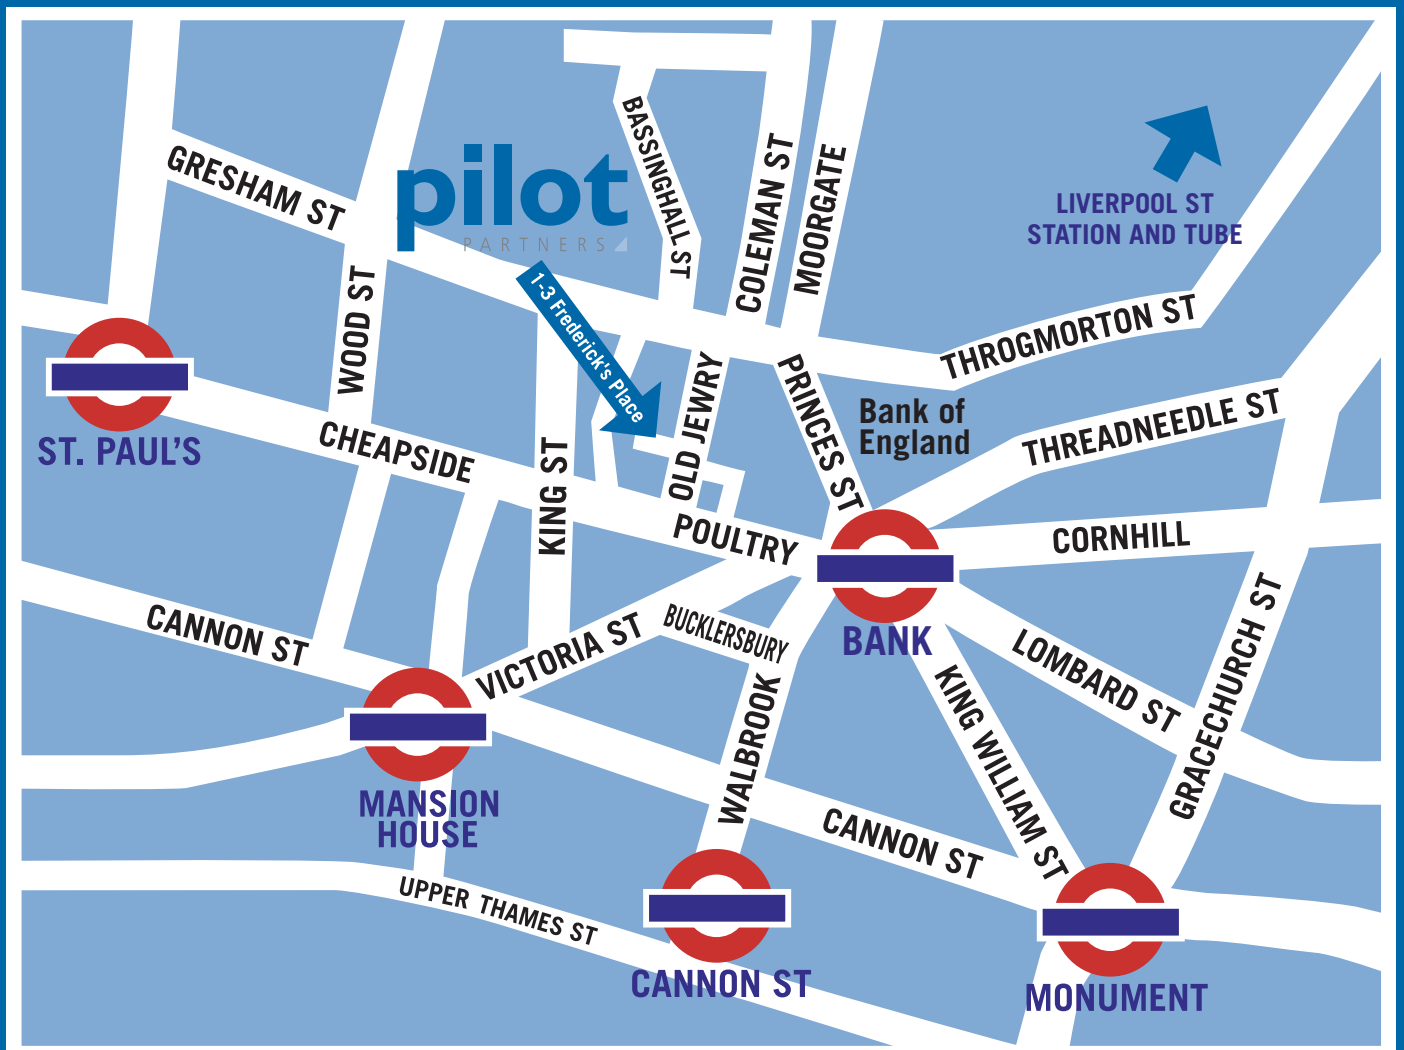 GRESHAM ST
pilot
PARTNERS
BASSINGHALL ST
COLEMAN ST
MOORGATE
LIVERPOOL ST
STATION AND TUBE
WOOD ST
1-3 Frederick's Place
THROGMORTON ST
ST. PAUL'S
CHEAPSIDE
KING ST
OLD JEWRY
PRINCES ST
Bank of
England
THREADNEEDLE ST
POULTRY
CORNHILL
CANNON ST
VICTORIA ST
BUCKLERSBURY
BANK
LOMBARD ST
GRACECHURCH ST
KING WILLIAM ST
WALBROOK
MANSION
HOUSE
CANNON ST
UPPER THAMES ST
CANNON ST
MONUMENT